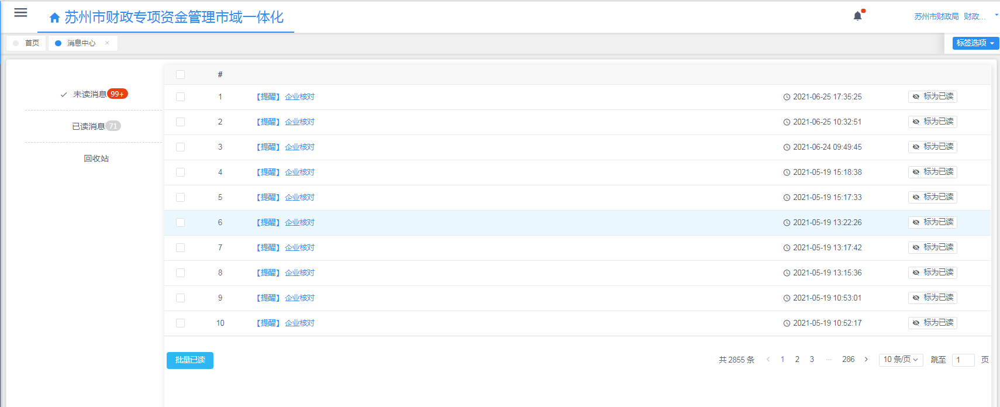 苏州市财政专项资金管理市域一体化
苏州市财政局 财政...
首页 消息中心 ×
标签选项
未读消息 99+
已读消息 71
回收站
#
1 【提醒】 企业核对 2021-06-25 17:35:25 标为已读
2 【提醒】 企业核对 2021-06-25 10:32:51 标为已读
3 【提醒】 企业核对 2021-06-24 09:49:45 标为已读
4 【提醒】 企业核对 2021-05-19 15:18:38 标为已读
5 【提醒】 企业核对 2021-05-19 15:17:33 标为已读
6 【提醒】 企业核对 2021-05-19 13:22:26 标为已读
7 【提醒】 企业核对 2021-05-19 13:17:42 标为已读
8 【提醒】 企业核对 2021-05-19 13:15:36 标为已读
9 【提醒】 企业核对 2021-05-19 10:53:01 标为已读
10 【提醒】 企业核对 2021-05-19 10:52:17 标为已读
批量已读 共 2855 条 < 1 2 3 ... 286 > 10 条/页 跳至 1 页